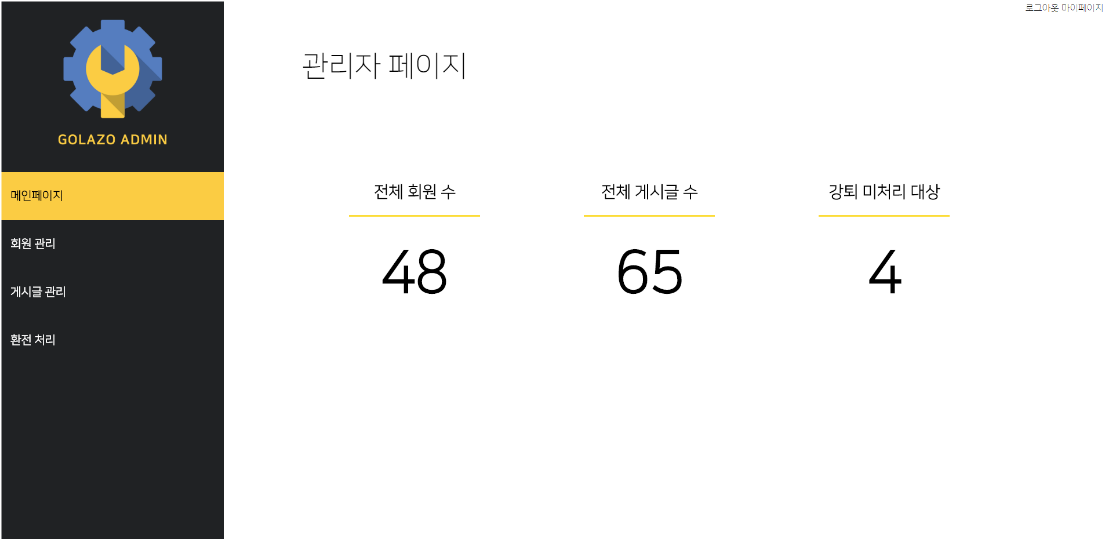 로그아웃 마이페이지
GOLAZO ADMIN
메인페이지
회원 관리
게시글 관리
환전 처리
관리자 페이지
전체 회원 수
48
전체 게시글 수
65
강퇴 미처리 대상
4